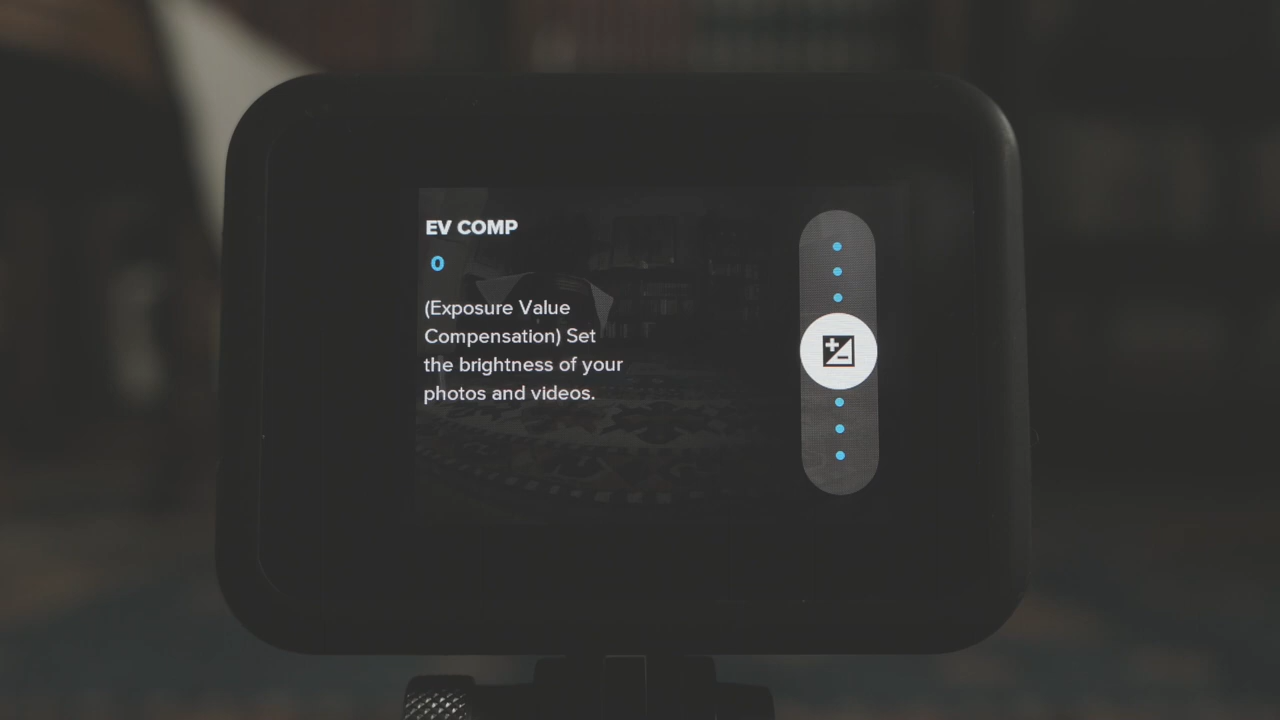 EV COMP
0
(Exposure Value
Compensation) Set
the brightness of your
photos and videos.